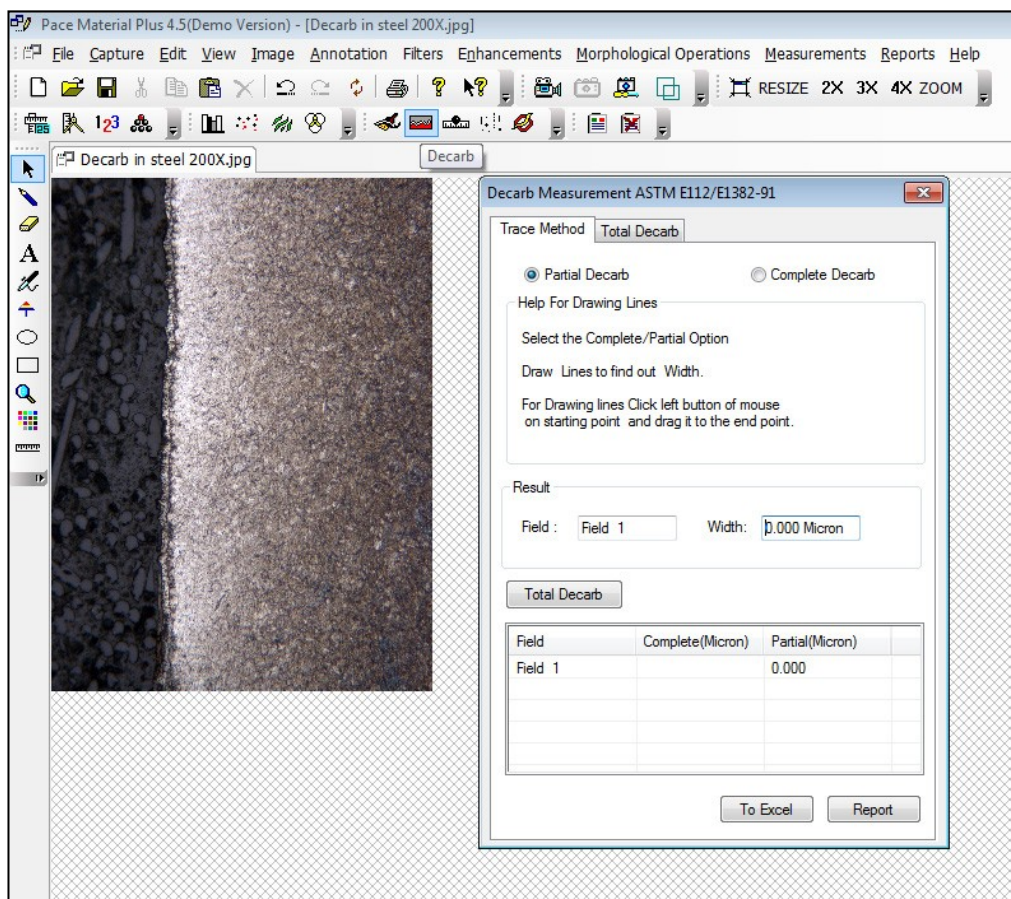 Pace Material Plus 4.5(Demo Version) - [Decarb in steel 200X.jpg]
File Capture Edit View Image Annotation Filters Enhancements Morphological Operations Measurements Reports Help
RESIZE 2X 3X 4X ZOOM
123
Decarb in steel 200X.jpg
Decarb
A
Decarb Measurement ASTM E112/E1382-91
Trace Method Total Decarb
Partial Decarb Complete Decarb
Help For Drawing Lines
Select the Complete/Partial Option
Draw Lines to find out Width.
For Drawing lines Click left button of mouse
on starting point and drag it to the end point.
Result
Field : Field 1 Width: 0.000 Micron
Total Decarb
Field Complete(Micron) Partial(Micron)
Field 1 0.000
To Excel Report